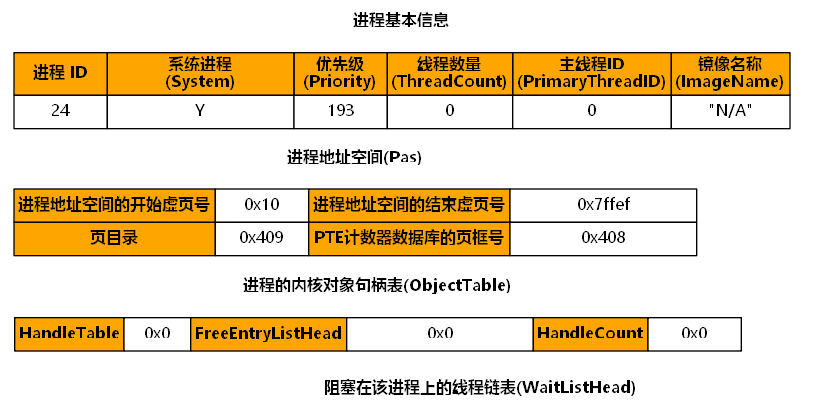 进程基本信息
进程 ID 系统进程 (System) 优先级 (Priority) 线程数量 (ThreadCount) 主线程ID (PrimaryThreadID) 镜像名称 (ImageName)
24 Y 193 0 0 "N/A"
进程地址空间(Pas)
进程地址空间的开始虚页号 0x10 进程地址空间的结束虚页号 0x7ffef
页目录 0x409 PTE计数器数据库的页框号 0x408
进程的内核对象句柄表(ObjectTable)
HandleTable 0x0 FreeEntryListHead 0x0 HandleCount 0x0
阻塞在该进程上的线程链表(WaitListHead)